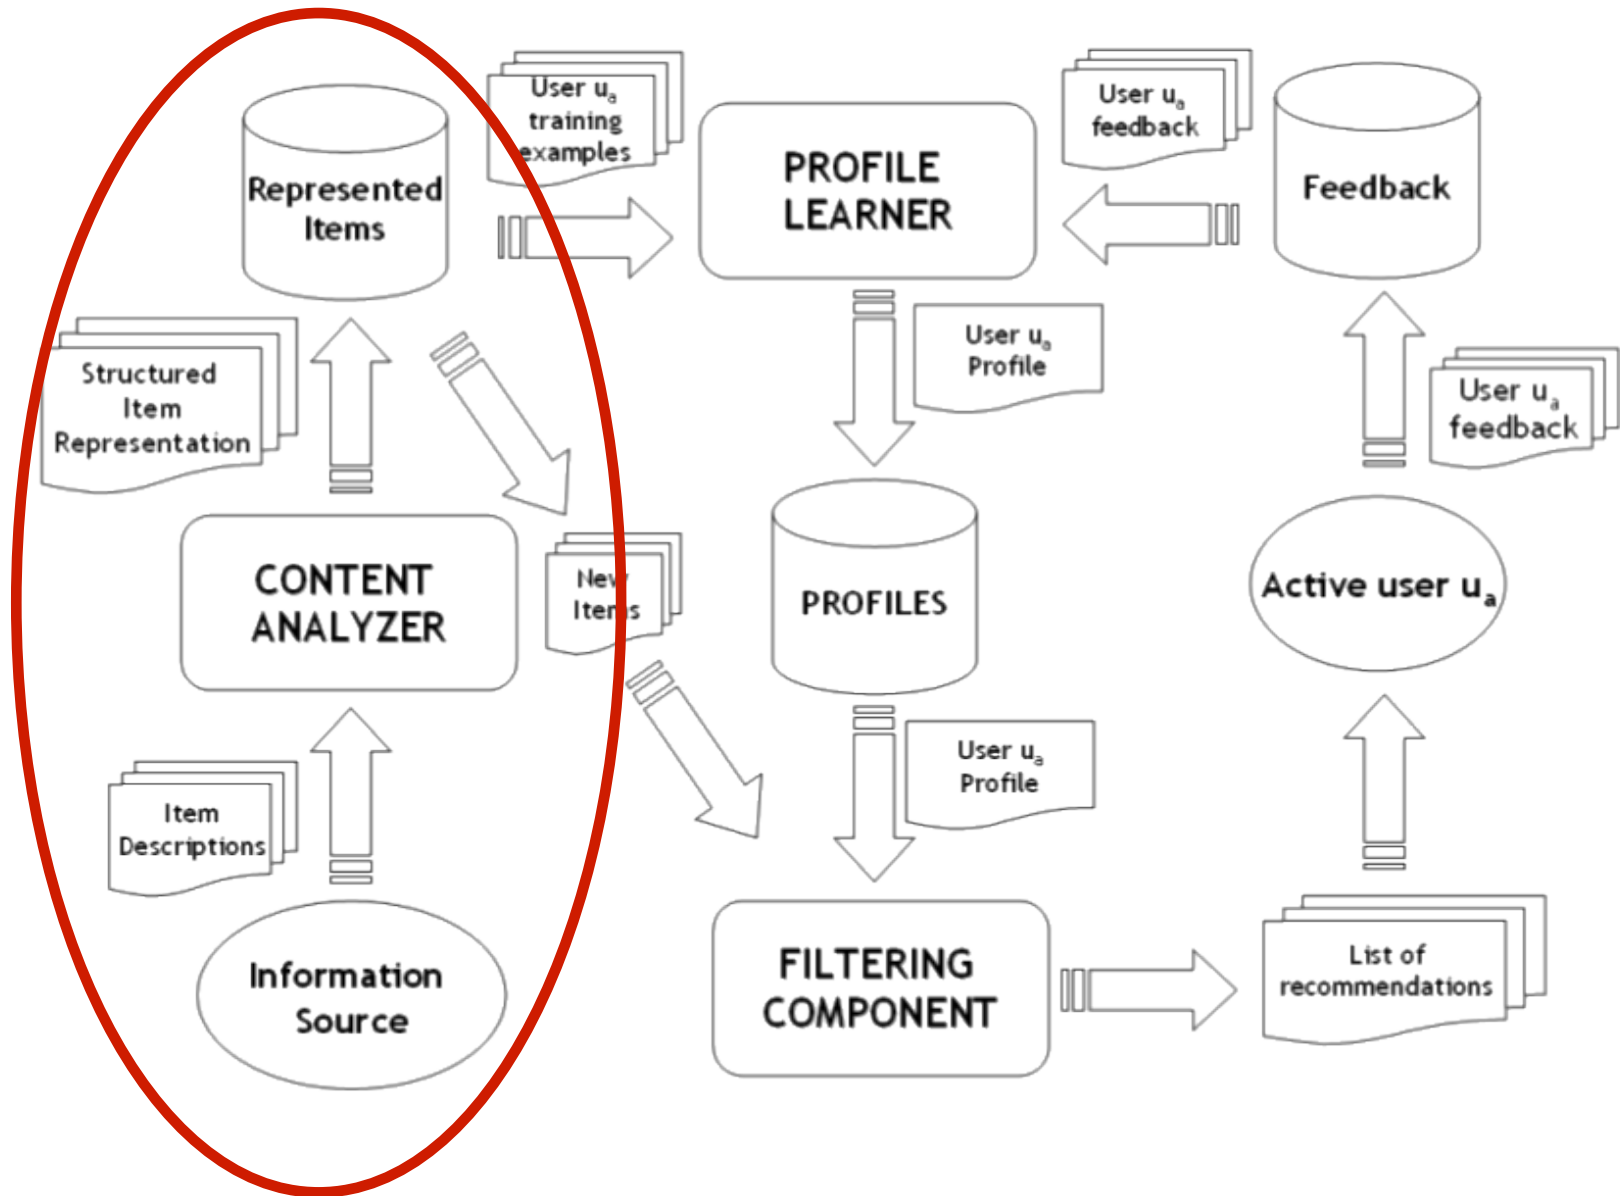 User uₐ
training
examples
User uₐ
feedback
PROFILE
LEARNER
Represented
Items
Feedback
User uₐ
Profile
Structured
Item
Representation
User uₐ
feedback
CONTENT
ANALYZER
New
Items
PROFILES
Active user uₐ
User uₐ
Profile
Item
Descriptions
Information
Source
FILTERING
COMPONENT
List of
recommendations